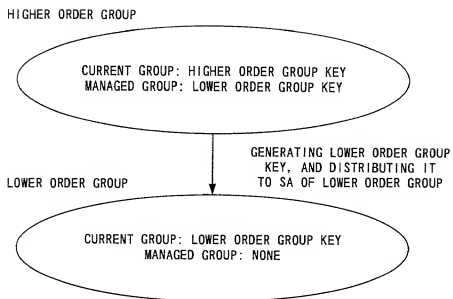 HIGHER ORDER GROUP
CURRENT GROUP: HIGHER ORDER GROUP KEY
MANAGED GROUP: LOWER ORDER GROUP KEY
GENERATING LOWER ORDER GROUP
KEY, AND DISTRIBUTING IT
TO SA OF LOWER ORDER GROUP
LOWER ORDER GROUP
CURRENT GROUP: LOWER ORDER GROUP KEY
MANAGED GROUP: NONE